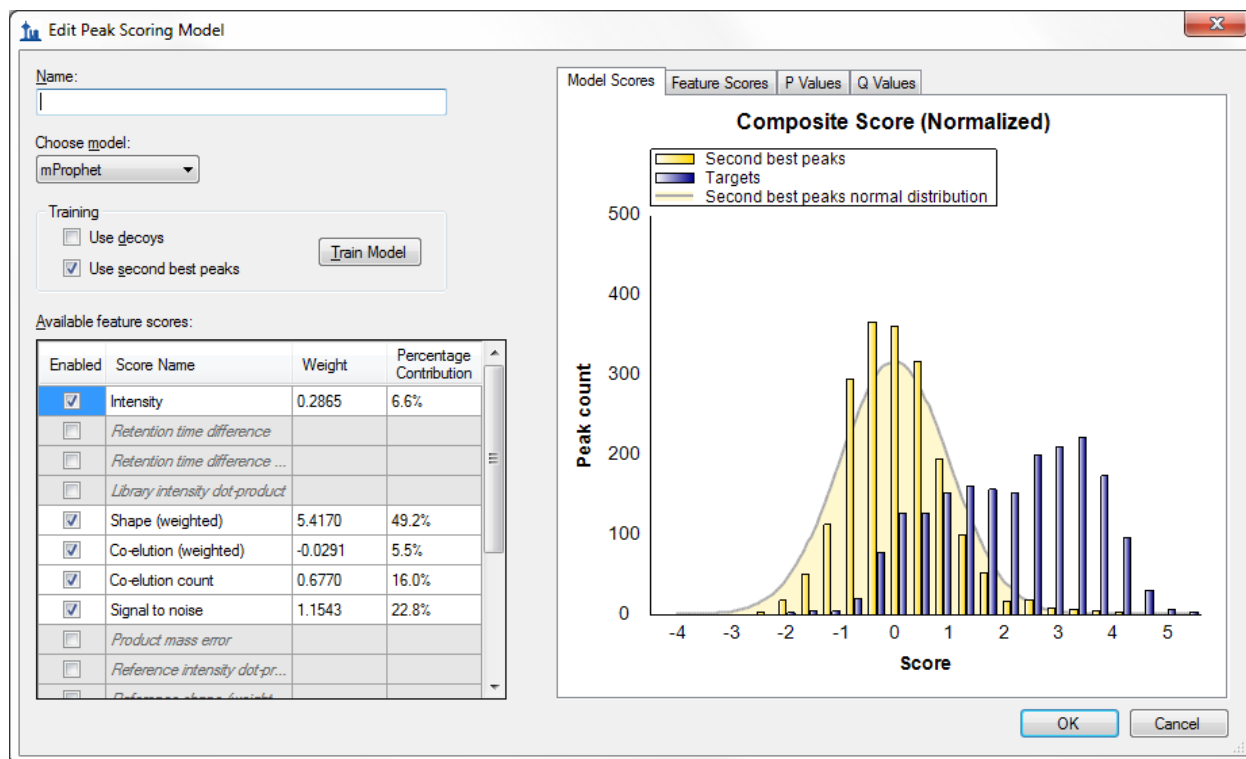 Edit Peak Scoring Model
Name:
Choose model:
mProphet
Training
Use decoys
Use second best peaks
Train Model
Available feature scores:
Enabled Score Name Weight Percentage Contribution
Intensity 0.2865 6.6%
Retention time difference
Retention time difference ...
Library intensity dot-product
Shape (weighted) 5.4170 49.2%
Co-elution (weighted) -0.0291 5.5%
Co-elution count 0.6770 16.0%
Signal to noise 1.1543 22.8%
Product mass error
Reference intensity dot-pr...
Model Scores Feature Scores P Values Q Values
Composite Score (Normalized)
Second best peaks
Targets
Second best peaks normal distribution
500
400
300
200
100
0
Peak count
-4 -3 -2 -1 0 1 2 3 4 5
Score
OK Cancel